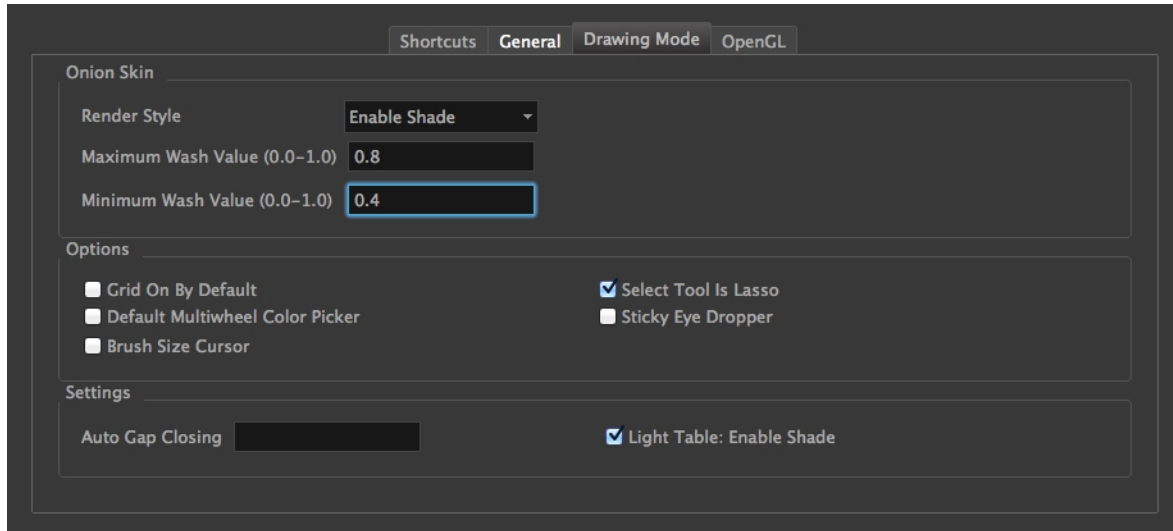 Shortcuts General Drawing Mode OpenGL
Onion Skin
Render Style Enable Shade
Maximum Wash Value (0.0-1.0) 0.8
Minimum Wash Value (0.0-1.0) 0.4
Options
Grid On By Default Select Tool Is Lasso
Default Multiwheel Color Picker Sticky Eye Dropper
Brush Size Cursor
Settings
Auto Gap Closing Light Table: Enable Shade